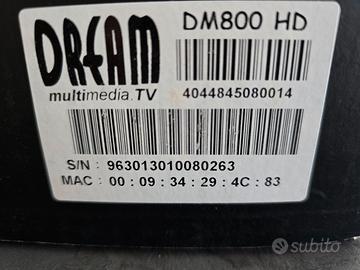 DREAM
multimedia.TV
DM800 HD
4044845080014
S/N : 963013010080263
MAC : 00 : 09 : 34 : 29 : 4C : 83
subito